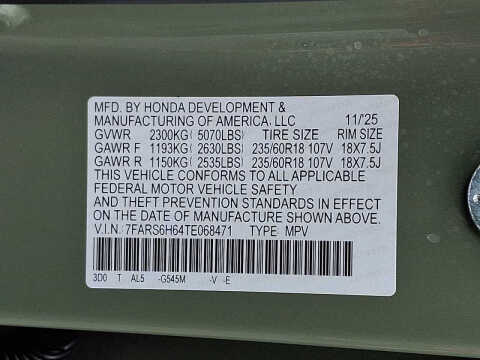 MFD. BY HONDA DEVELOPMENT &
MANUFACTURING OF AMERICA, LLC 11/'25
GVWR 2300KG (5070LBS) TIRE SIZE RIM SIZE
GAWR F 1193KG (2630LBS) 235/60R18 107V 18X7.5J
GAWR R 1150KG (2535LBS) 235/60R18 107V 18X7.5J
THIS VEHICLE CONFORMS TO ALL APPLICABLE
FEDERAL MOTOR VEHICLE SAFETY
AND THEFT PREVENTION STANDARDS IN EFFECT
ON THE DATE OF MANUFACTURE SHOWN ABOVE.
V.I.N.:7FARS6H64TE068471 TYPE: MPV
3D0 T AL5 -G545M -V -E